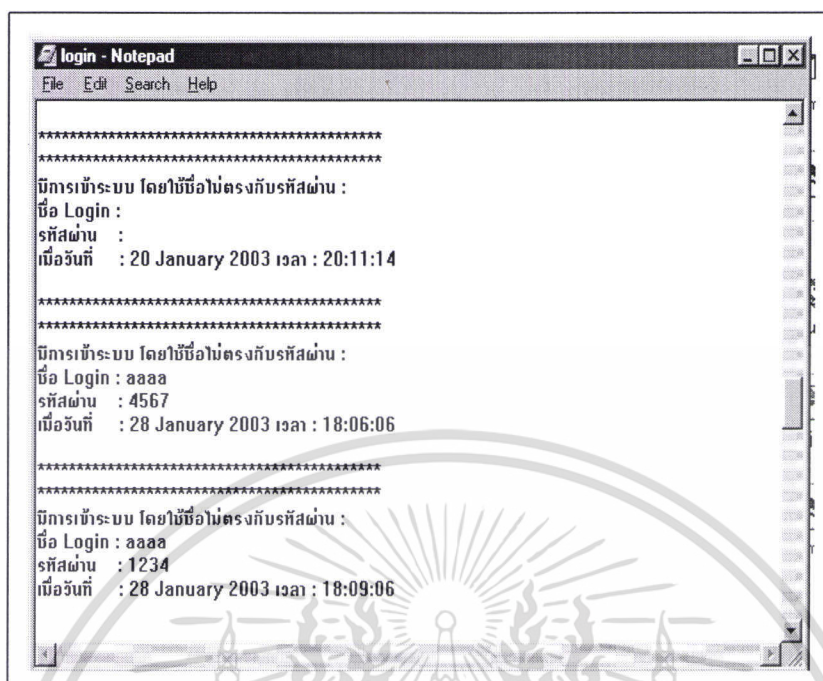 login - Notepad
File Edit Search Help
********************************************
********************************************
มีการเข้าระบบ โดยใช้ชื่อไม่ตรงกับรหัสผ่าน :
ชื่อ Login :
รหัสผ่าน :
เมื่อวันที่ : 20 January 2003 เวลา : 20:11:14
********************************************
********************************************
มีการเข้าระบบ โดยใช้ชื่อไม่ตรงกับรหัสผ่าน :
ชื่อ Login : aaaa
รหัสผ่าน : 4567
เมื่อวันที่ : 28 January 2003 เวลา : 18:06:06
********************************************
********************************************
มีการเข้าระบบ โดยใช้ชื่อไม่ตรงกับรหัสผ่าน :
ชื่อ Login : aaaa
รหัสผ่าน : 1234
เมื่อวันที่ : 28 January 2003 เวลา : 18:09:06